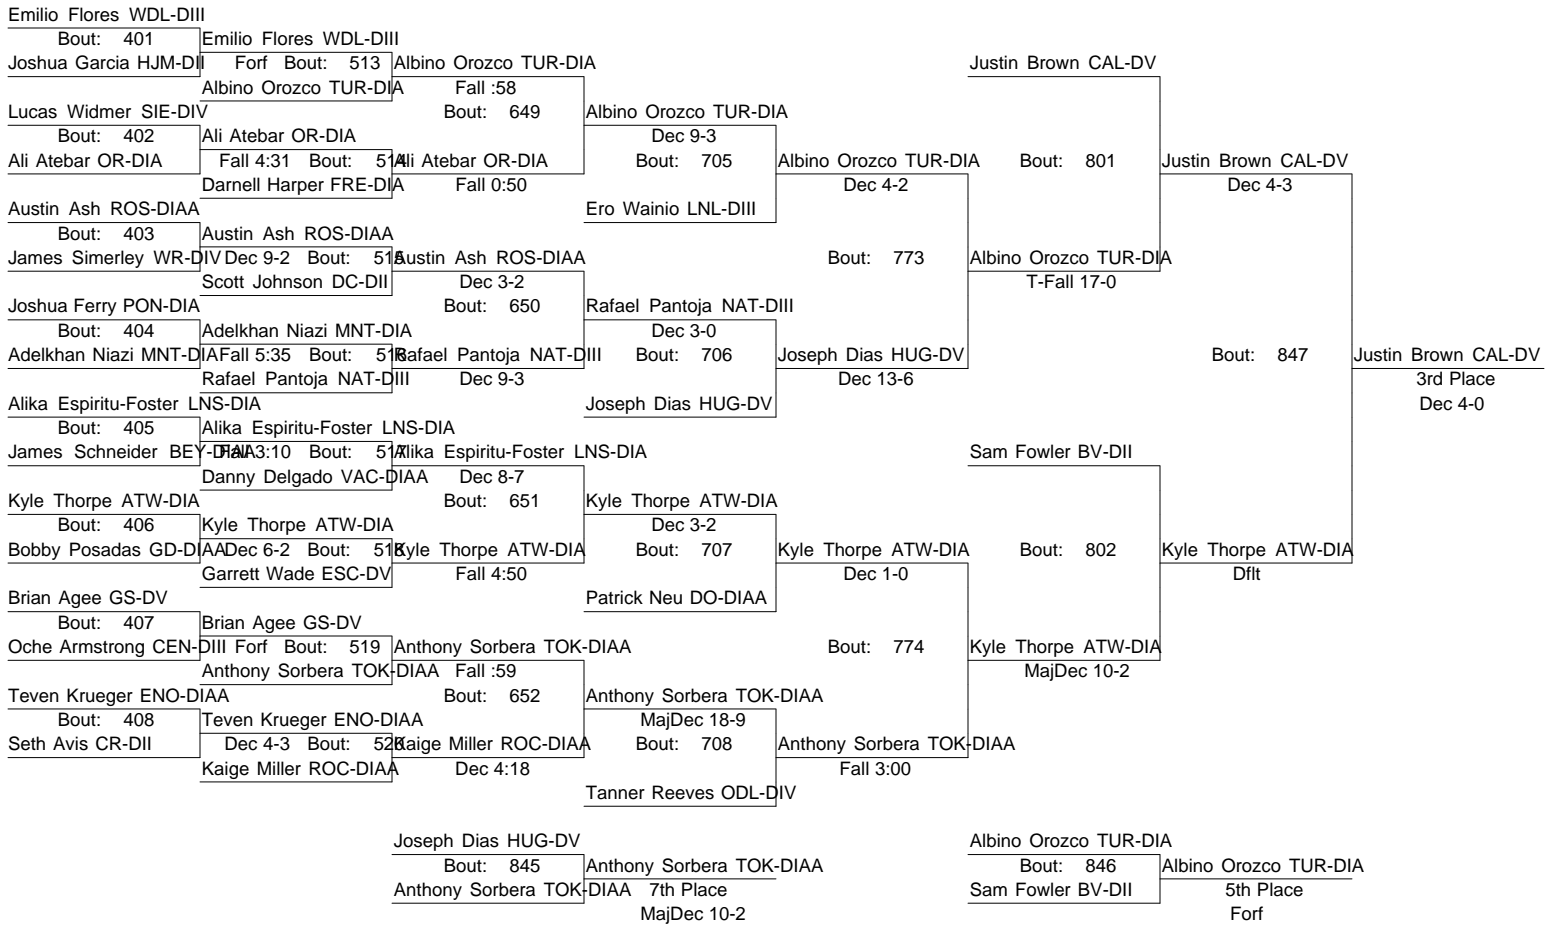 Emilio Flores WDL-DIII
Bout: 401 Emilio Flores WDL-DIII
Joshua Garcia HJM-DII Forf Bout: 513 Albino Orozco TUR-DIA Justin Brown CAL-DV
Albino Orozco TUR-DIA Fall :58
Lucas Widmer SIE-DIV Bout: 649 Albino Orozco TUR-DIA
Bout: 402 Ali Atebar OR-DIA Dec 9-3
Ali Atebar OR-DIA Fall 4:31 Bout: 514 Ali Atebar OR-DIA Bout: 705 Albino Orozco TUR-DIA Bout: 801 Justin Brown CAL-DV
Darnell Harper FRE-DIA Fall 0:50 Dec 4-2 Dec 4-3
Austin Ash ROS-DIAA Ero Wainio LNL-DIII
Bout: 403 Austin Ash ROS-DIAA
James Simerley WR-DIV Dec 9-2 Bout: 515 Austin Ash ROS-DIAA Bout: 773 Albino Orozco TUR-DIA
Scott Johnson DC-DII Dec 3-2 T-Fall 17-0
Joshua Ferry PON-DIA Bout: 650 Rafael Pantoja NAT-DIII
Bout: 404 Adelkhan Niazi MNT-DIA Dec 3-0
Adelkhan Niazi MNT-DIA Fall 5:35 Bout: 516 Rafael Pantoja NAT-DIII Bout: 706 Joseph Dias HUG-DV Bout: 847 Justin Brown CAL-DV
Rafael Pantoja NAT-DIII Dec 9-3 Dec 13-6 3rd Place
Alika Espiritu-Foster LNS-DIA Joseph Dias HUG-DV Dec 4-0
Bout: 405 Alika Espiritu-Foster LNS-DIA
James Schneider BEY-DIAA Fall 3:10 Bout: 517 Alika Espiritu-Foster LNS-DIA Sam Fowler BV-DII
Danny Delgado VAC-DIAA Dec 8-7
Kyle Thorpe ATW-DIA Bout: 651 Kyle Thorpe ATW-DIA
Bout: 406 Kyle Thorpe ATW-DIA Dec 3-2
Bobby Posadas GD-DIAA Dec 6-2 Bout: 518 Kyle Thorpe ATW-DIA Bout: 707 Kyle Thorpe ATW-DIA Bout: 802 Kyle Thorpe ATW-DIA
Garrett Wade ESC-DV Fall 4:50 Dec 1-0 Dflt
Brian Agee GS-DV Patrick Neu DO-DIAA
Bout: 407 Brian Agee GS-DV
Oche Armstrong CEN-DIII Forf Bout: 519 Anthony Sorbera TOK-DIAA Bout: 774 Kyle Thorpe ATW-DIA
Anthony Sorbera TOK-DIAA Fall :59 MajDec 10-2
Teven Krueger ENO-DIAA Bout: 652 Anthony Sorbera TOK-DIAA
Bout: 408 Teven Krueger ENO-DIAA MajDec 18-9
Seth Avis CR-DII Dec 4-3 Bout: 520 Kaige Miller ROC-DIAA Bout: 708 Anthony Sorbera TOK-DIAA
Kaige Miller ROC-DIAA Dec 4:18 Fall 3:00
Tanner Reeves ODL-DIV
Joseph Dias HUG-DV Albino Orozco TUR-DIA
Bout: 845 Anthony Sorbera TOK-DIAA Bout: 846 Albino Orozco TUR-DIA
Anthony Sorbera TOK-DIAA 7th Place Sam Fowler BV-DII 5th Place
MajDec 10-2 Forf